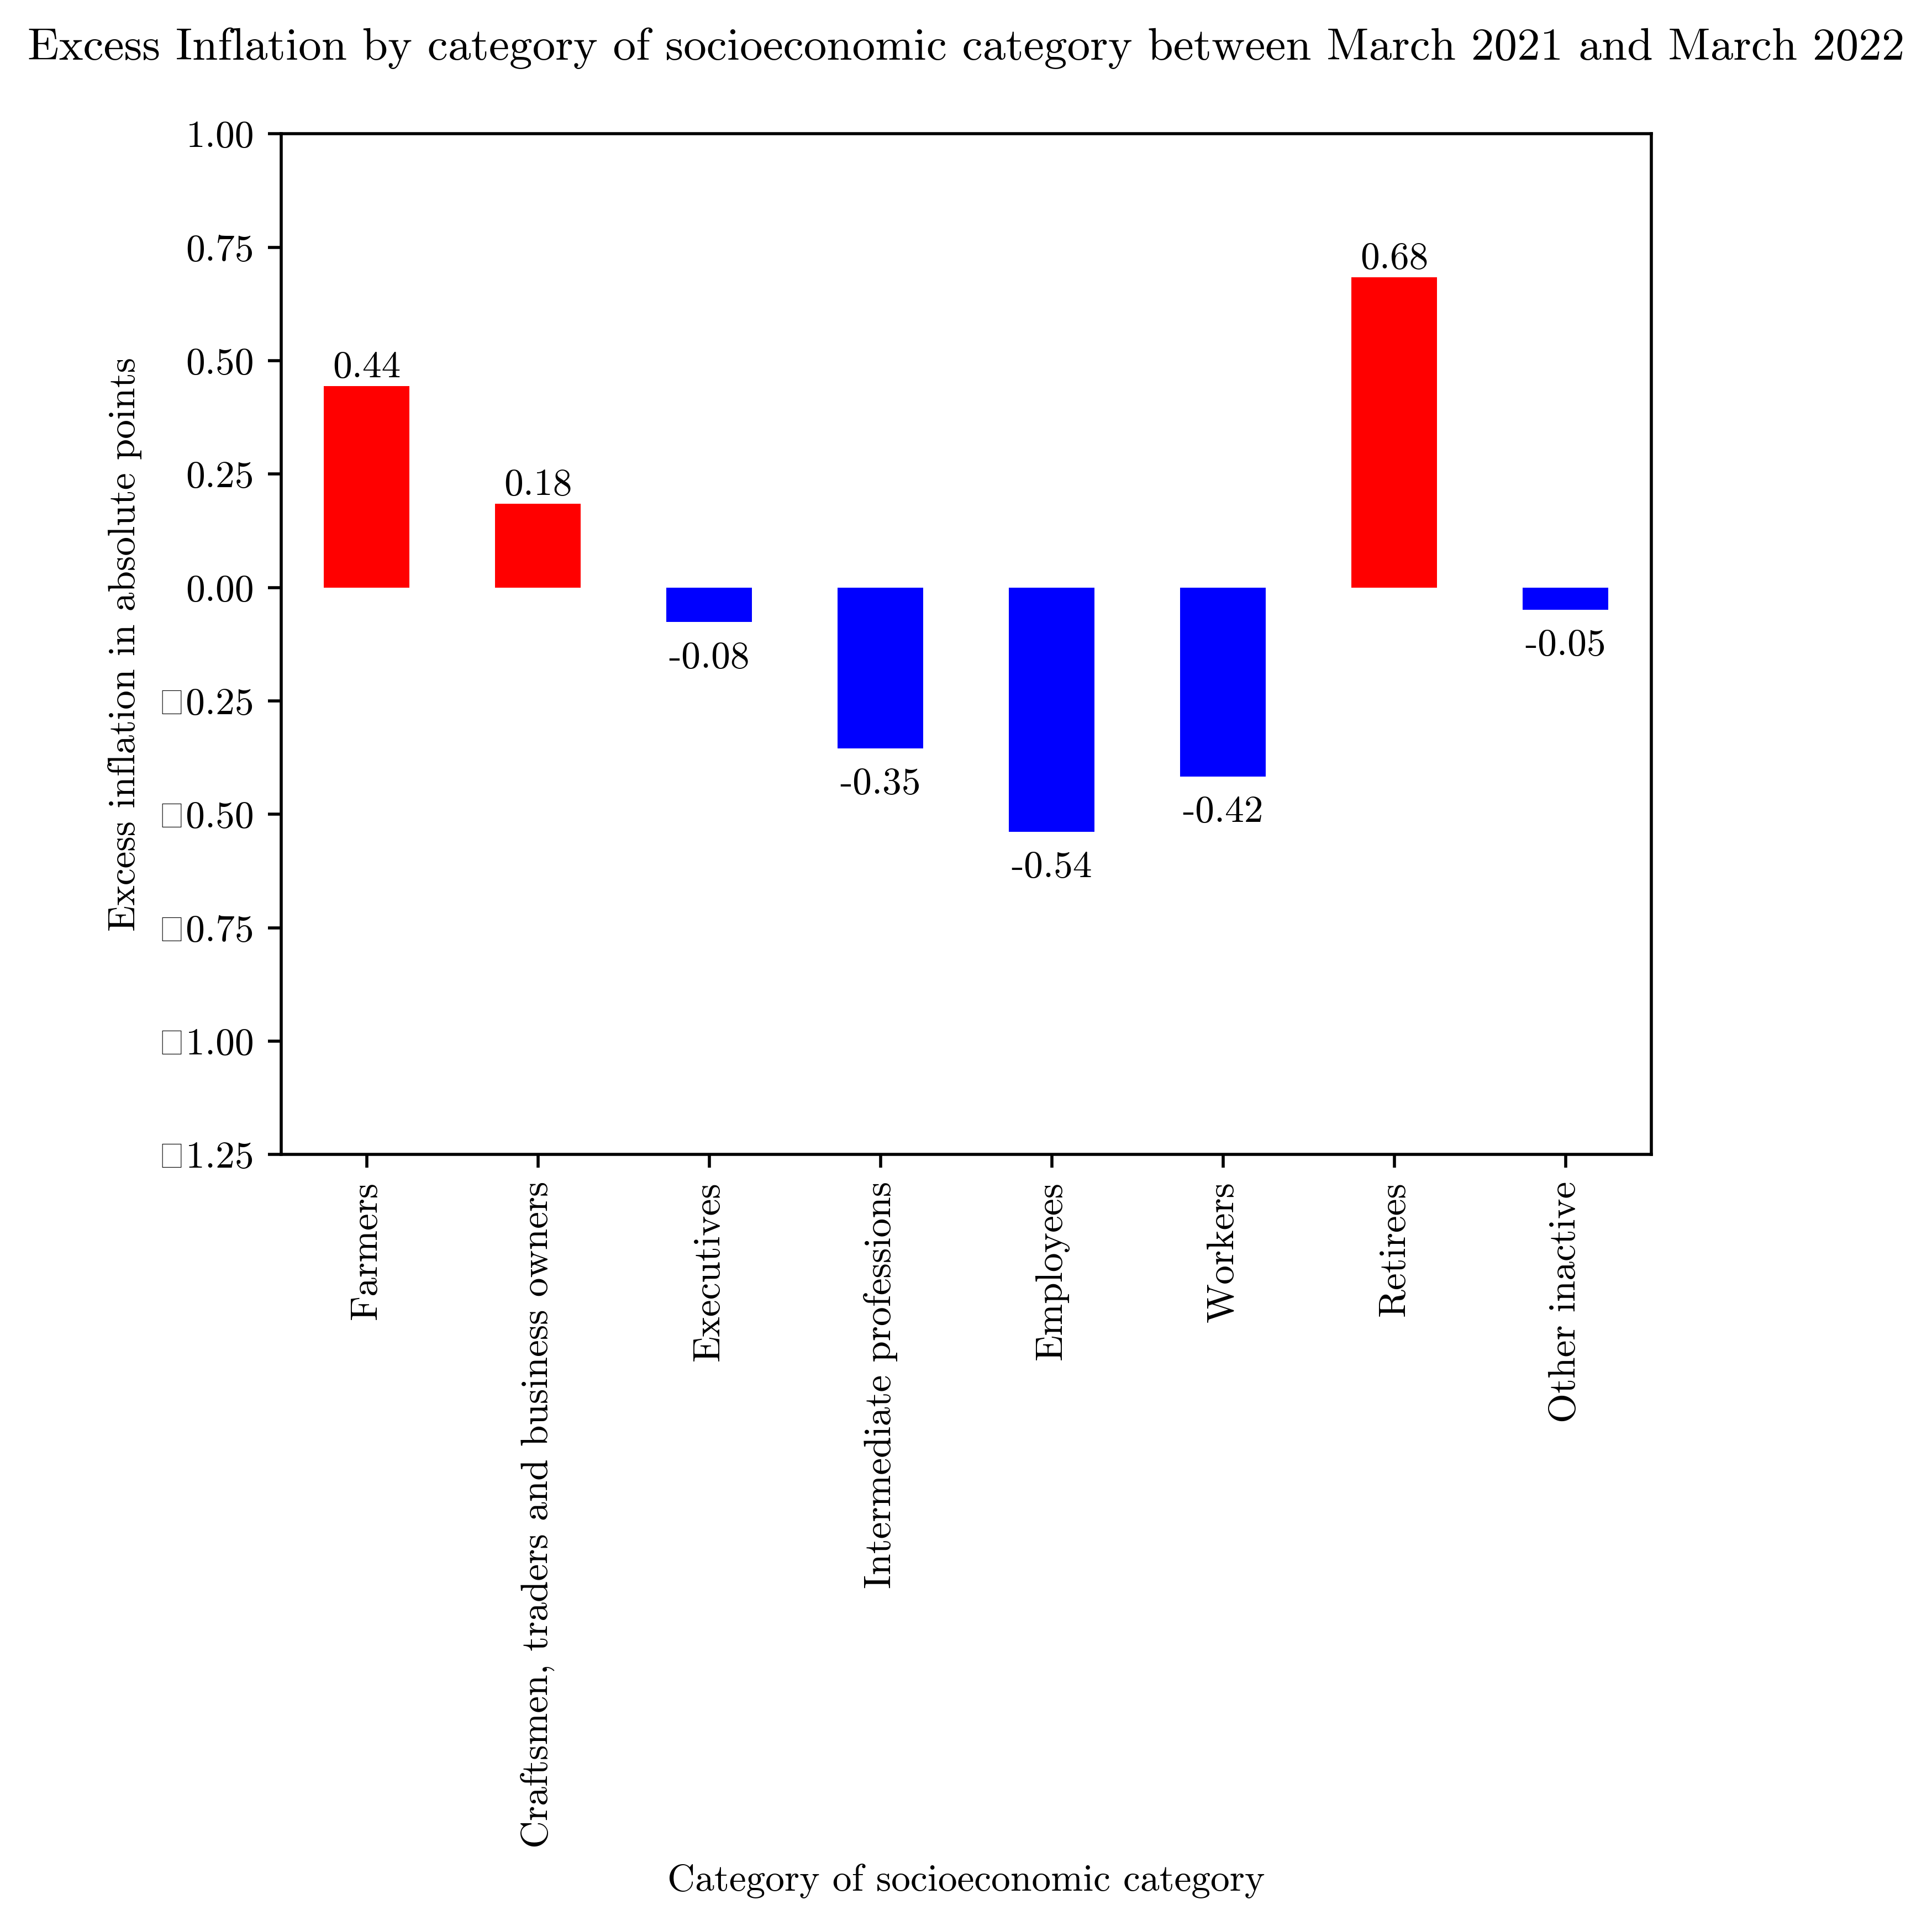 Excess Inflation by category of socioeconomic category between March 2021 and March 2022
Excess inflation in absolute points
1.00
0.75
0.50
0.25
0.00
□0.25
□0.50
□0.75
□1.00
□1.25
0.44
0.18
-0.08
-0.35
-0.54
-0.42
0.68
-0.05
Farmers
Craftsmen, traders and business owners
Executives
Intermediate professions
Employees
Workers
Retirees
Other inactive
Category of socioeconomic category